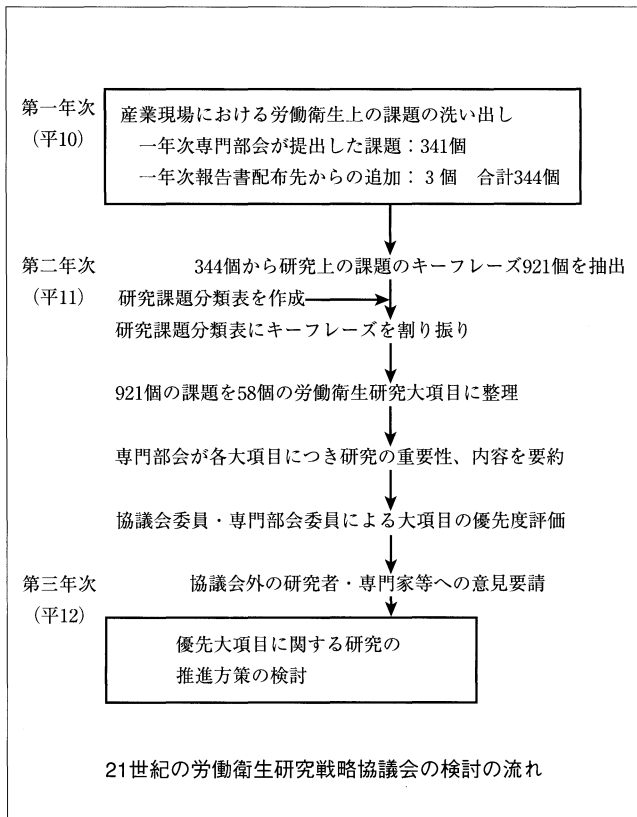 第一年次
(平10)
産業現場における労働衛生上の課題の洗い出し
一年次専門部会が提出した課題：341個
一年次報告書配布先からの追加：3個　合計344個
第二年次
(平11)
344個から研究上の課題のキーフレーズ921個を抽出
研究課題分類表を作成
研究課題分類表にキーフレーズを割り振り
921個の課題を58個の労働衛生研究大項目に整理
専門部会が各大項目につき研究の重要性、内容を要約
協議会委員・専門部会委員による大項目の優先度評価
第三年次
(平12)
協議会外の研究者・専門家等への意見要請
優先大項目に関する研究の
推進方策の検討
21世紀の労働衛生研究戦略協議会の検討の流れ